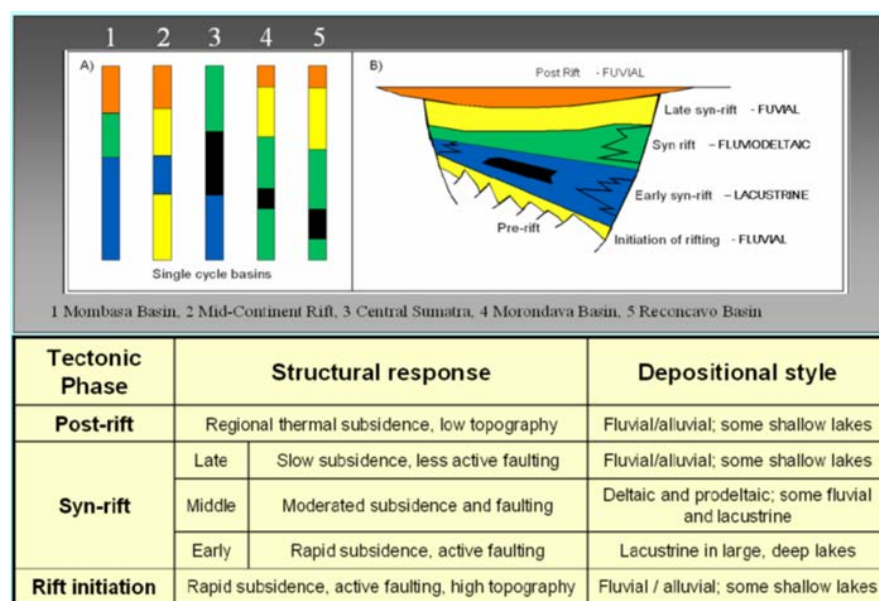 1 2 3 4 5
A)
Single cycle basins
B)
Post Rift - FUVIAL
Late syn-rift - FUVIAL
Syn rift – FLUMODELTAIC
Early syn-rift – LACUSTRINE
Pre-rift
Initiation of rifting - FLUVIAL
1 Mombasa Basin, 2 Mid-Continent Rift, 3 Central Sumatra, 4 Morondava Basin, 5 Reconcavo Basin
Tectonic
Phase
Structural response
Depositional style
Post-rift
Regional thermal subsidence, low topography
Fluvial/alluvial; some shallow lakes
Syn-rift
Late
Slow subsidence, less active faulting
Fluvial/alluvial; some shallow lakes
Middle
Moderated subsidence and faulting
Deltaic and prodeltaic; some fluvial
and lacustrine
Early
Rapid subsidence, active faulting
Lacustrine in large, deep lakes
Rift initiation
Rapid subsidence, active faulting, high topography
Fluvial / alluvial; some shallow lakes